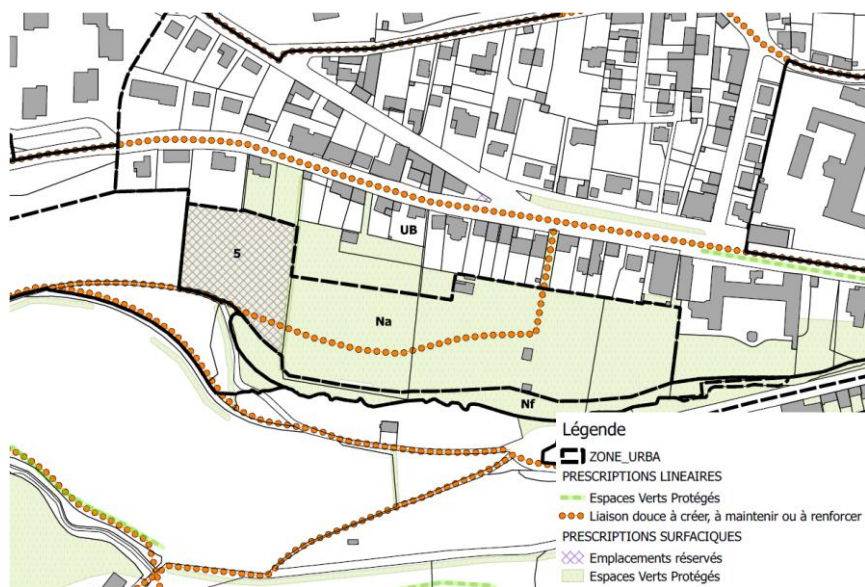 UB
5
Na
Nf
Légende
ZONE_URBA
PRESCRIPTIONS LINEAIRES
Espaces Verts Protégés
Liaison douce à créer, à maintenir ou à renforcer
PRESCRIPTIONS SURFACIQUES
Emplacements réservés
Espaces Verts Protégés